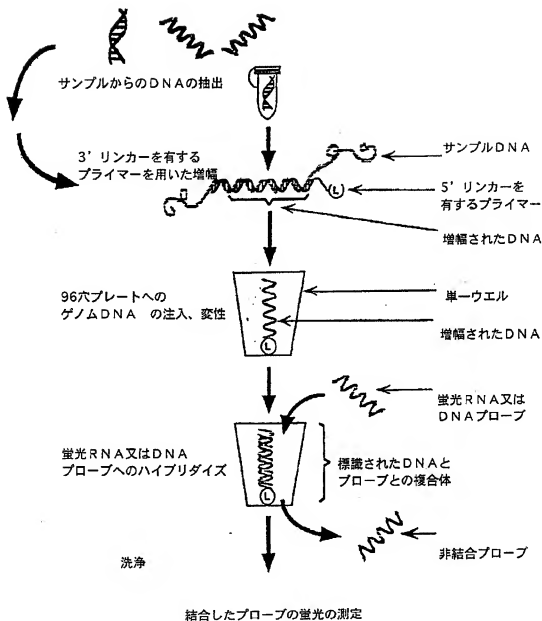 サンプルからのDNAの抽出
サンプルDNA
3’リンカーを有する
プライマーを用いた増幅
L
5’リンカーを
有するプライマー
増幅されたDNA
96穴プレートへの
ゲノムDNA の注入、変性
単一ウエル
増幅されたDNA
L
蛍光RNA又は
DNAプローブ
蛍光RNA又はDNA
プローブへのハイブリダイズ
標識されたDNAと
プローブとの複合体
L
非結合プローブ
洗浄
結合したプローブの蛍光の測定